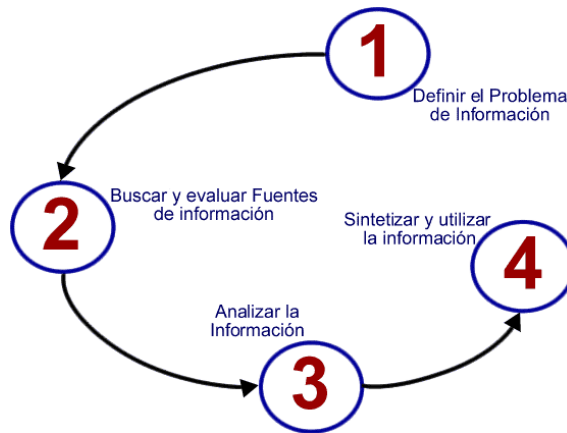 1
Definir el Problema
de Información
2
Buscar y evaluar Fuentes
de información
3
Analizar la
Información
4
Sintetizar y utilizar
la información